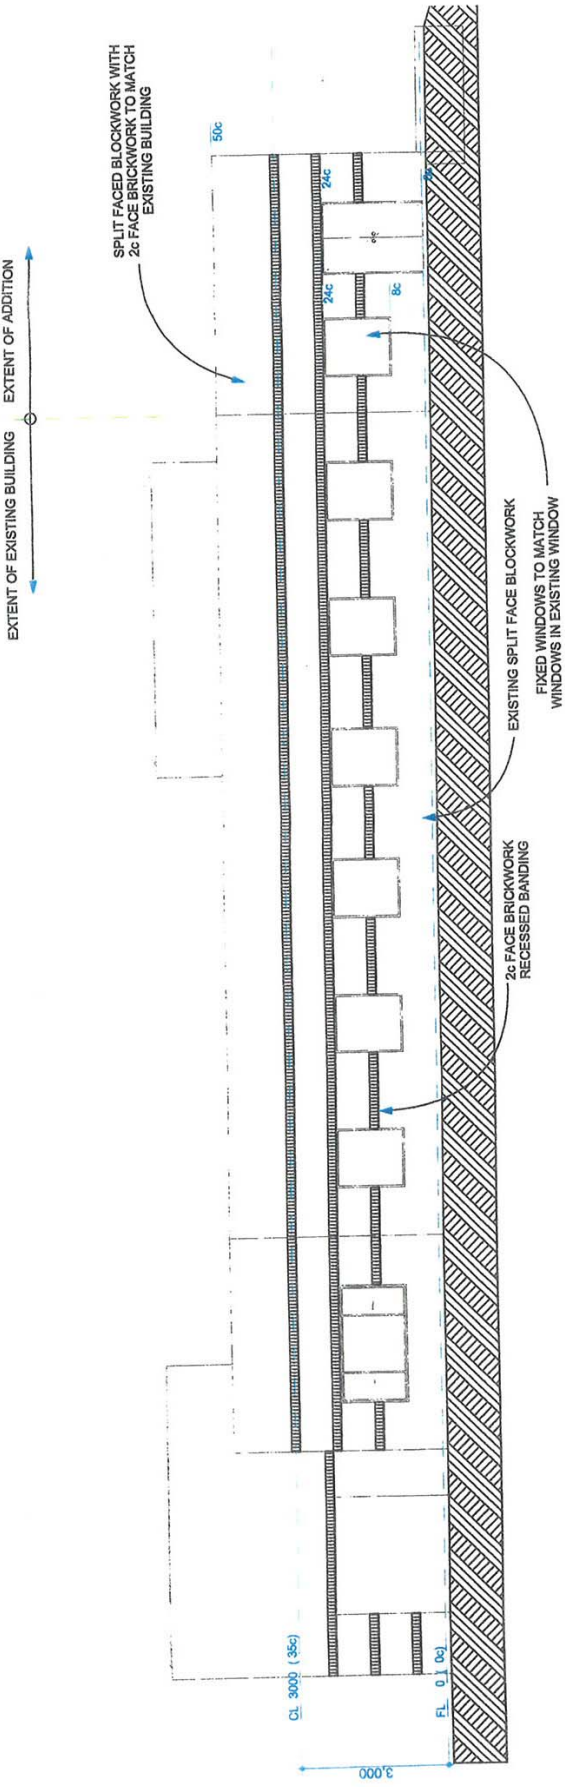 EXTENT OF EXISTING BUILDING
EXTENT OF ADDITION
SPLIT FACED BLOCKWORK WITH
2c FACE BRICKWORK TO MATCH
EXISTING BUILDING
50c
24c
24c
8c
CL 3000 ( 35c)
FL 0 ( 0c)
3,000
2c FACE BRICKWORK
RECESSED BANDING
EXISTING SPLIT FACE BLOCKWORK
FIXED WINDOWS TO MATCH
WINDOWS IN EXISTING WINDOW